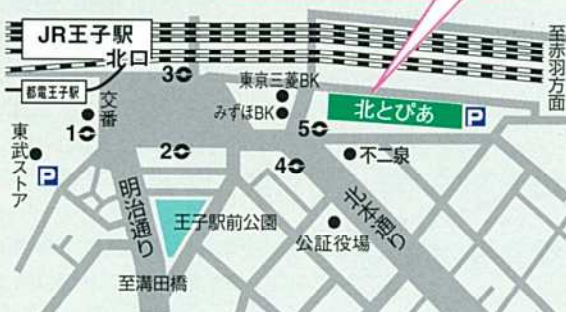 JR王子駅
北口
都電王子駅
交番
1
東武ストア
P
3
東京三菱BK
みずほBK
2
5
4
北とぴあ
P
不二泉
至赤羽方面
明治通り
王子駅前公園
至溝田橋
公証役場
北本通り